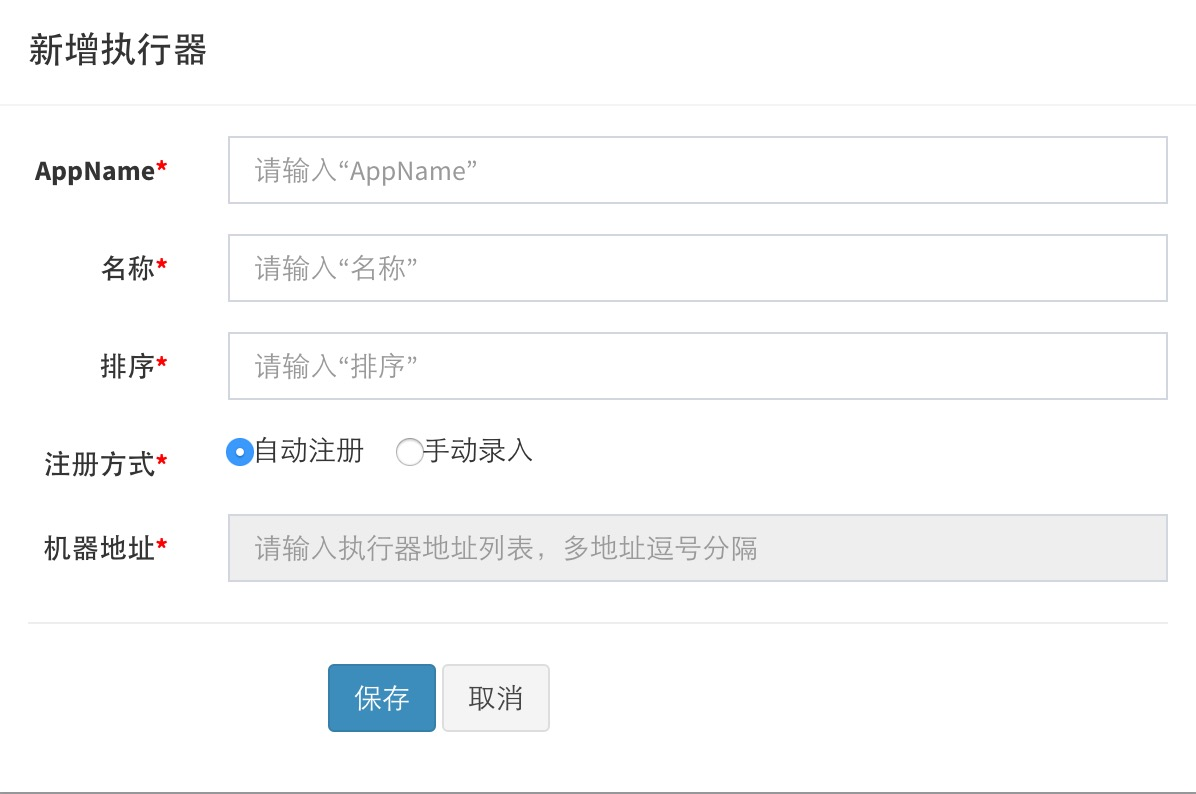 新增执行器
AppName*
请输入“AppName”
名称*
请输入“名称”
排序*
请输入“排序”
注册方式*
自动注册 手动录入
机器地址*
请输入执行器地址列表，多地址逗号分隔
保存 取消